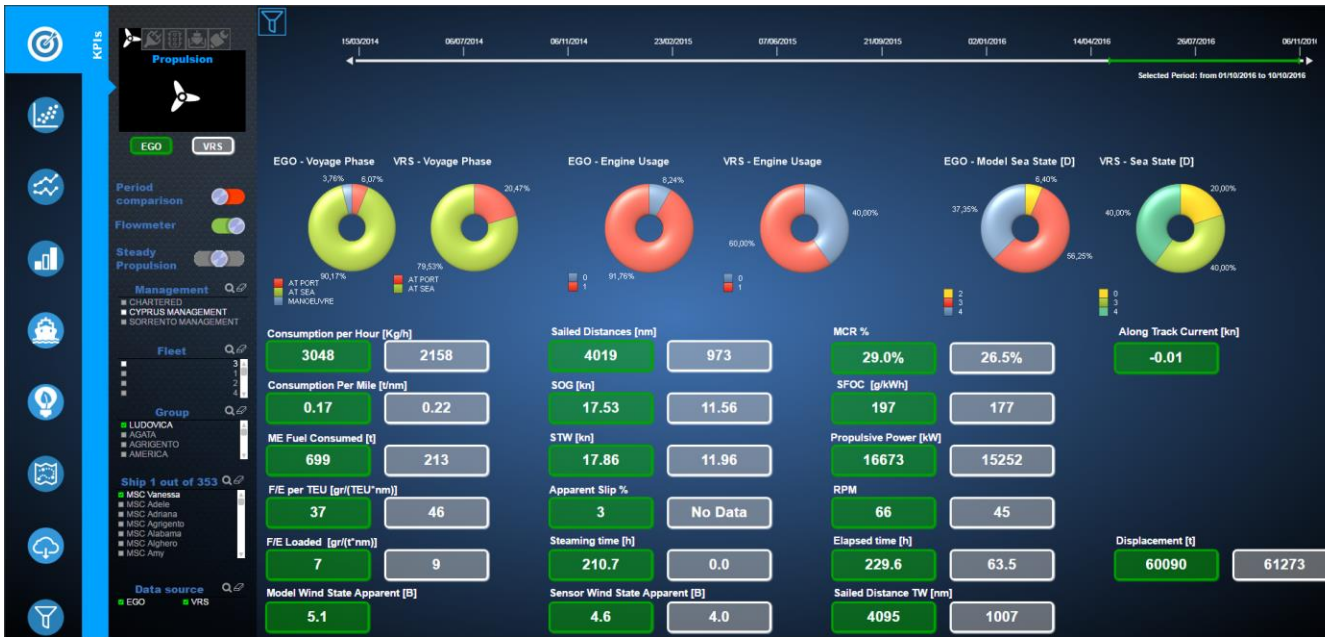 KPIs
Propulsion
EGO VRS
Period comparison
Flowmeter
Steady Propulsion
Management
CHARTERED
CYPRUS MANAGEMENT
SORRENTO MANAGEMENT
Fleet
3
1
2
4
Group
LUDOVICA
AGATA
AGRIGENTO
AMERICA
Ship 1 out of 353
MSC Vanessa
MSC Adele
MSC Adriana
MSC Agrigento
MSC Alabama
MSC Alghero
MSC Amy
Data source
EGO VRS
15/03/2014 06/07/2014 06/11/2014 23/02/2015 07/06/2015 21/09/2015 02/01/2016 14/04/2016 26/07/2016 06/11/201
Selected Period: from 01/10/2016 to 10/10/2016
EGO - Voyage Phase VRS - Voyage Phase EGO - Engine Usage VRS - Engine Usage EGO - Model Sea State [D] VRS - Sea State [D]
3,76% 6,07%
90,17%
AT PORT
AT SEA
MANOEUVRE
20,47%
79,53%
AT PORT
AT SEA
8,24%
91,76%
0
1
40,00%
60,00%
0
1
6,40%
37,35%
56,25%
2
3
4
20,00%
40,00%
40,00%
0
3
4
Consumption per Hour [Kg/h] Sailed Distances [nm] MCR % Along Track Current [kn]
3048 2158 4019 973 29.0% 26.5% -0.01
Consumption Per Mile [t/nm] SOG [kn] SFOC [g/kWh]
0.17 0.22 17.53 11.56 197 177
ME Fuel Consumed [t] STW [kn] Propulsive Power [kW]
699 213 17.86 11.96 16673 15252
F/E per TEU [gr/(TEU*nm)] Apparent Slip % RPM
37 46 3 No Data 66 45
F/E Loaded [gr/(t*nm)] Steaming time [h] Elapsed time [h] Displacement [t]
7 9 210.7 0.0 229.6 63.5 60090 61273
Model Wind State Apparent [B] Sensor Wind State Apparent [B] Sailed Distance TW [nm]
5.1 4.6 4.0 4095 1007